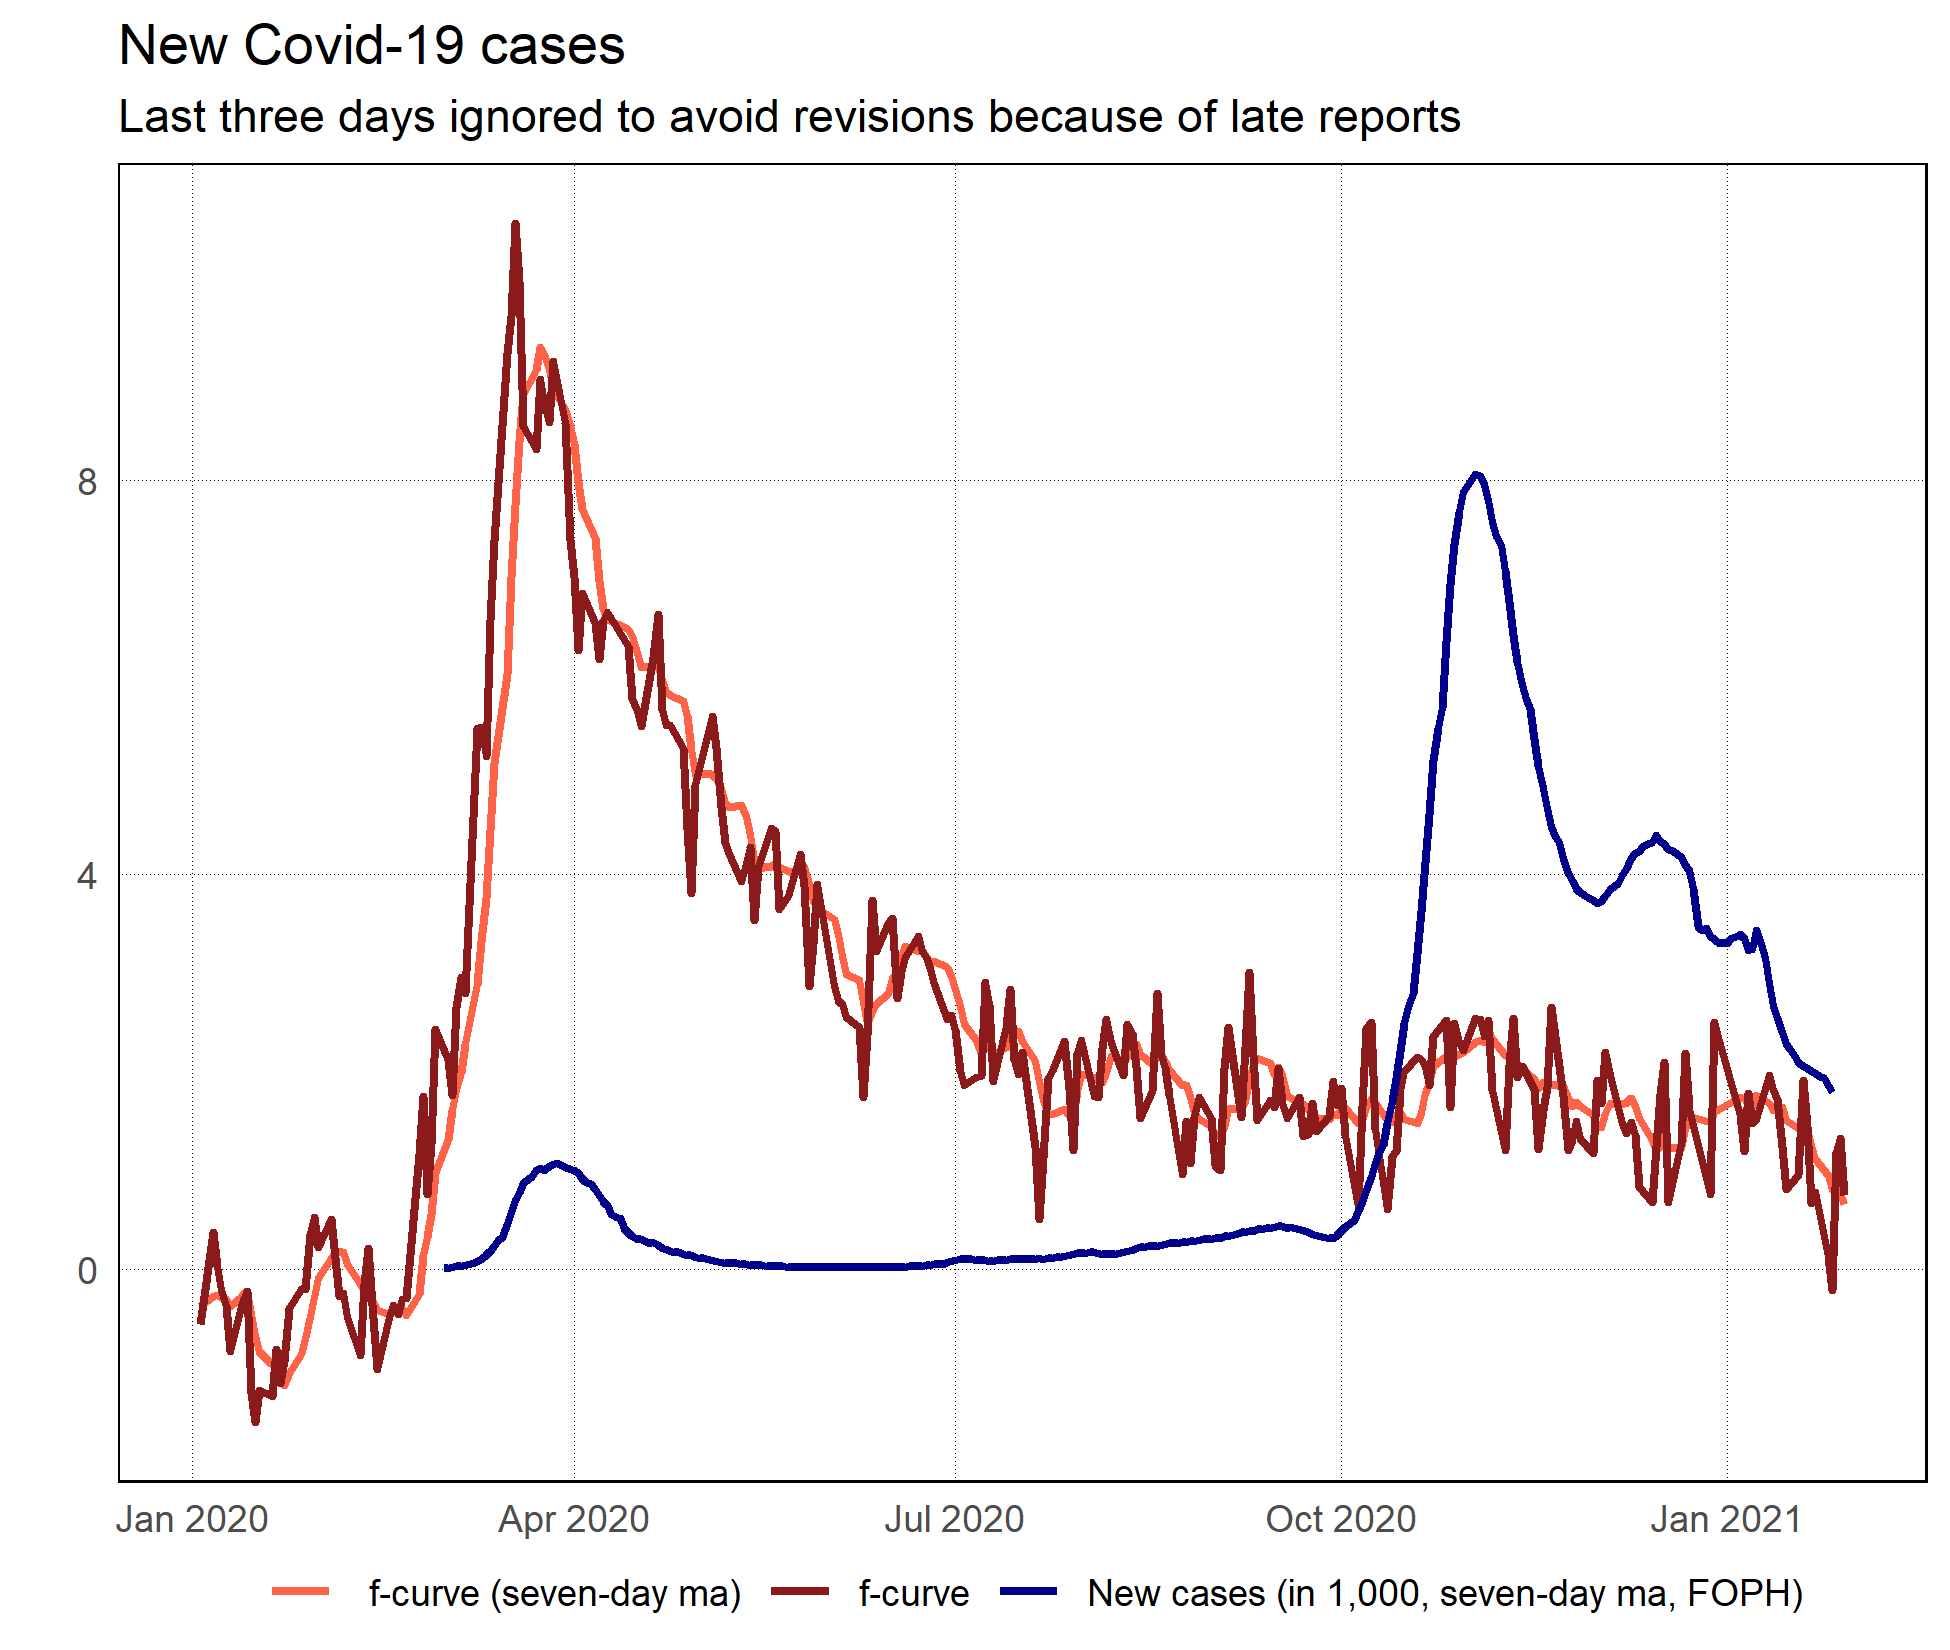 New Covid-19 cases
Last three days ignored to avoid revisions because of late reports
8
4
0
Jan 2020 Apr 2020 Jul 2020 Oct 2020 Jan 2021
f-curve (seven-day ma) f-curve New cases (in 1,000, seven-day ma, FOPH)